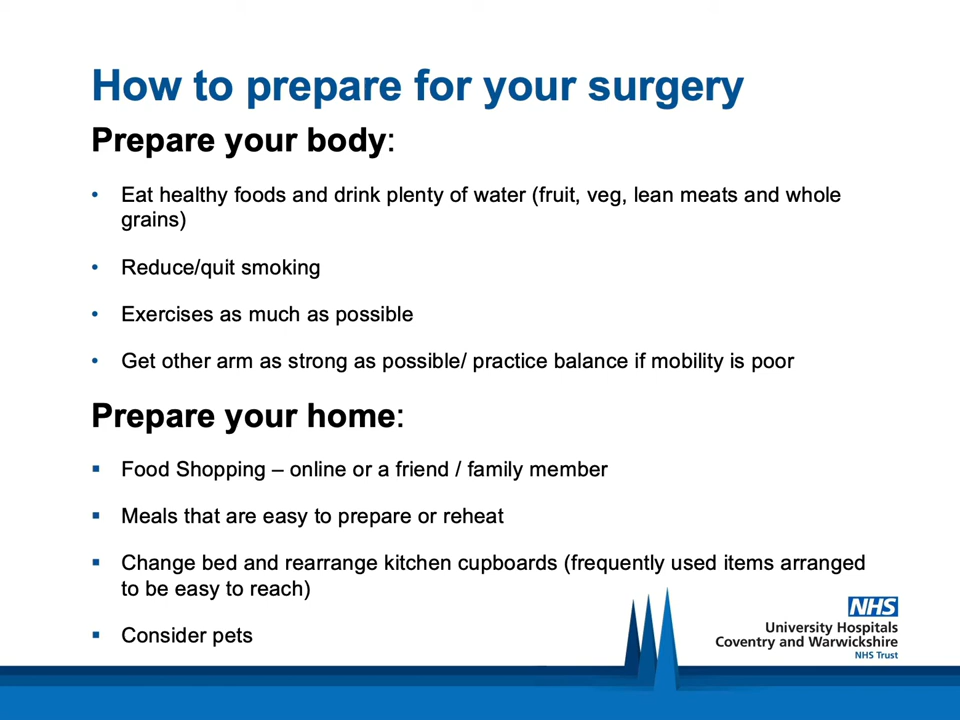 How to prepare for your surgery
Prepare your body:
• Eat healthy foods and drink plenty of water (fruit, veg, lean meats and whole
grains)
• Reduce/quit smoking
• Exercises as much as possible
• Get other arm as strong as possible/ practice balance if mobility is poor
Prepare your home:
▪ Food Shopping – online or a friend / family member
▪ Meals that are easy to prepare or reheat
▪ Change bed and rearrange kitchen cupboards (frequently used items arranged
to be easy to reach)
▪ Consider pets
NHS
University Hospitals
Coventry and Warwickshire
NHS Trust